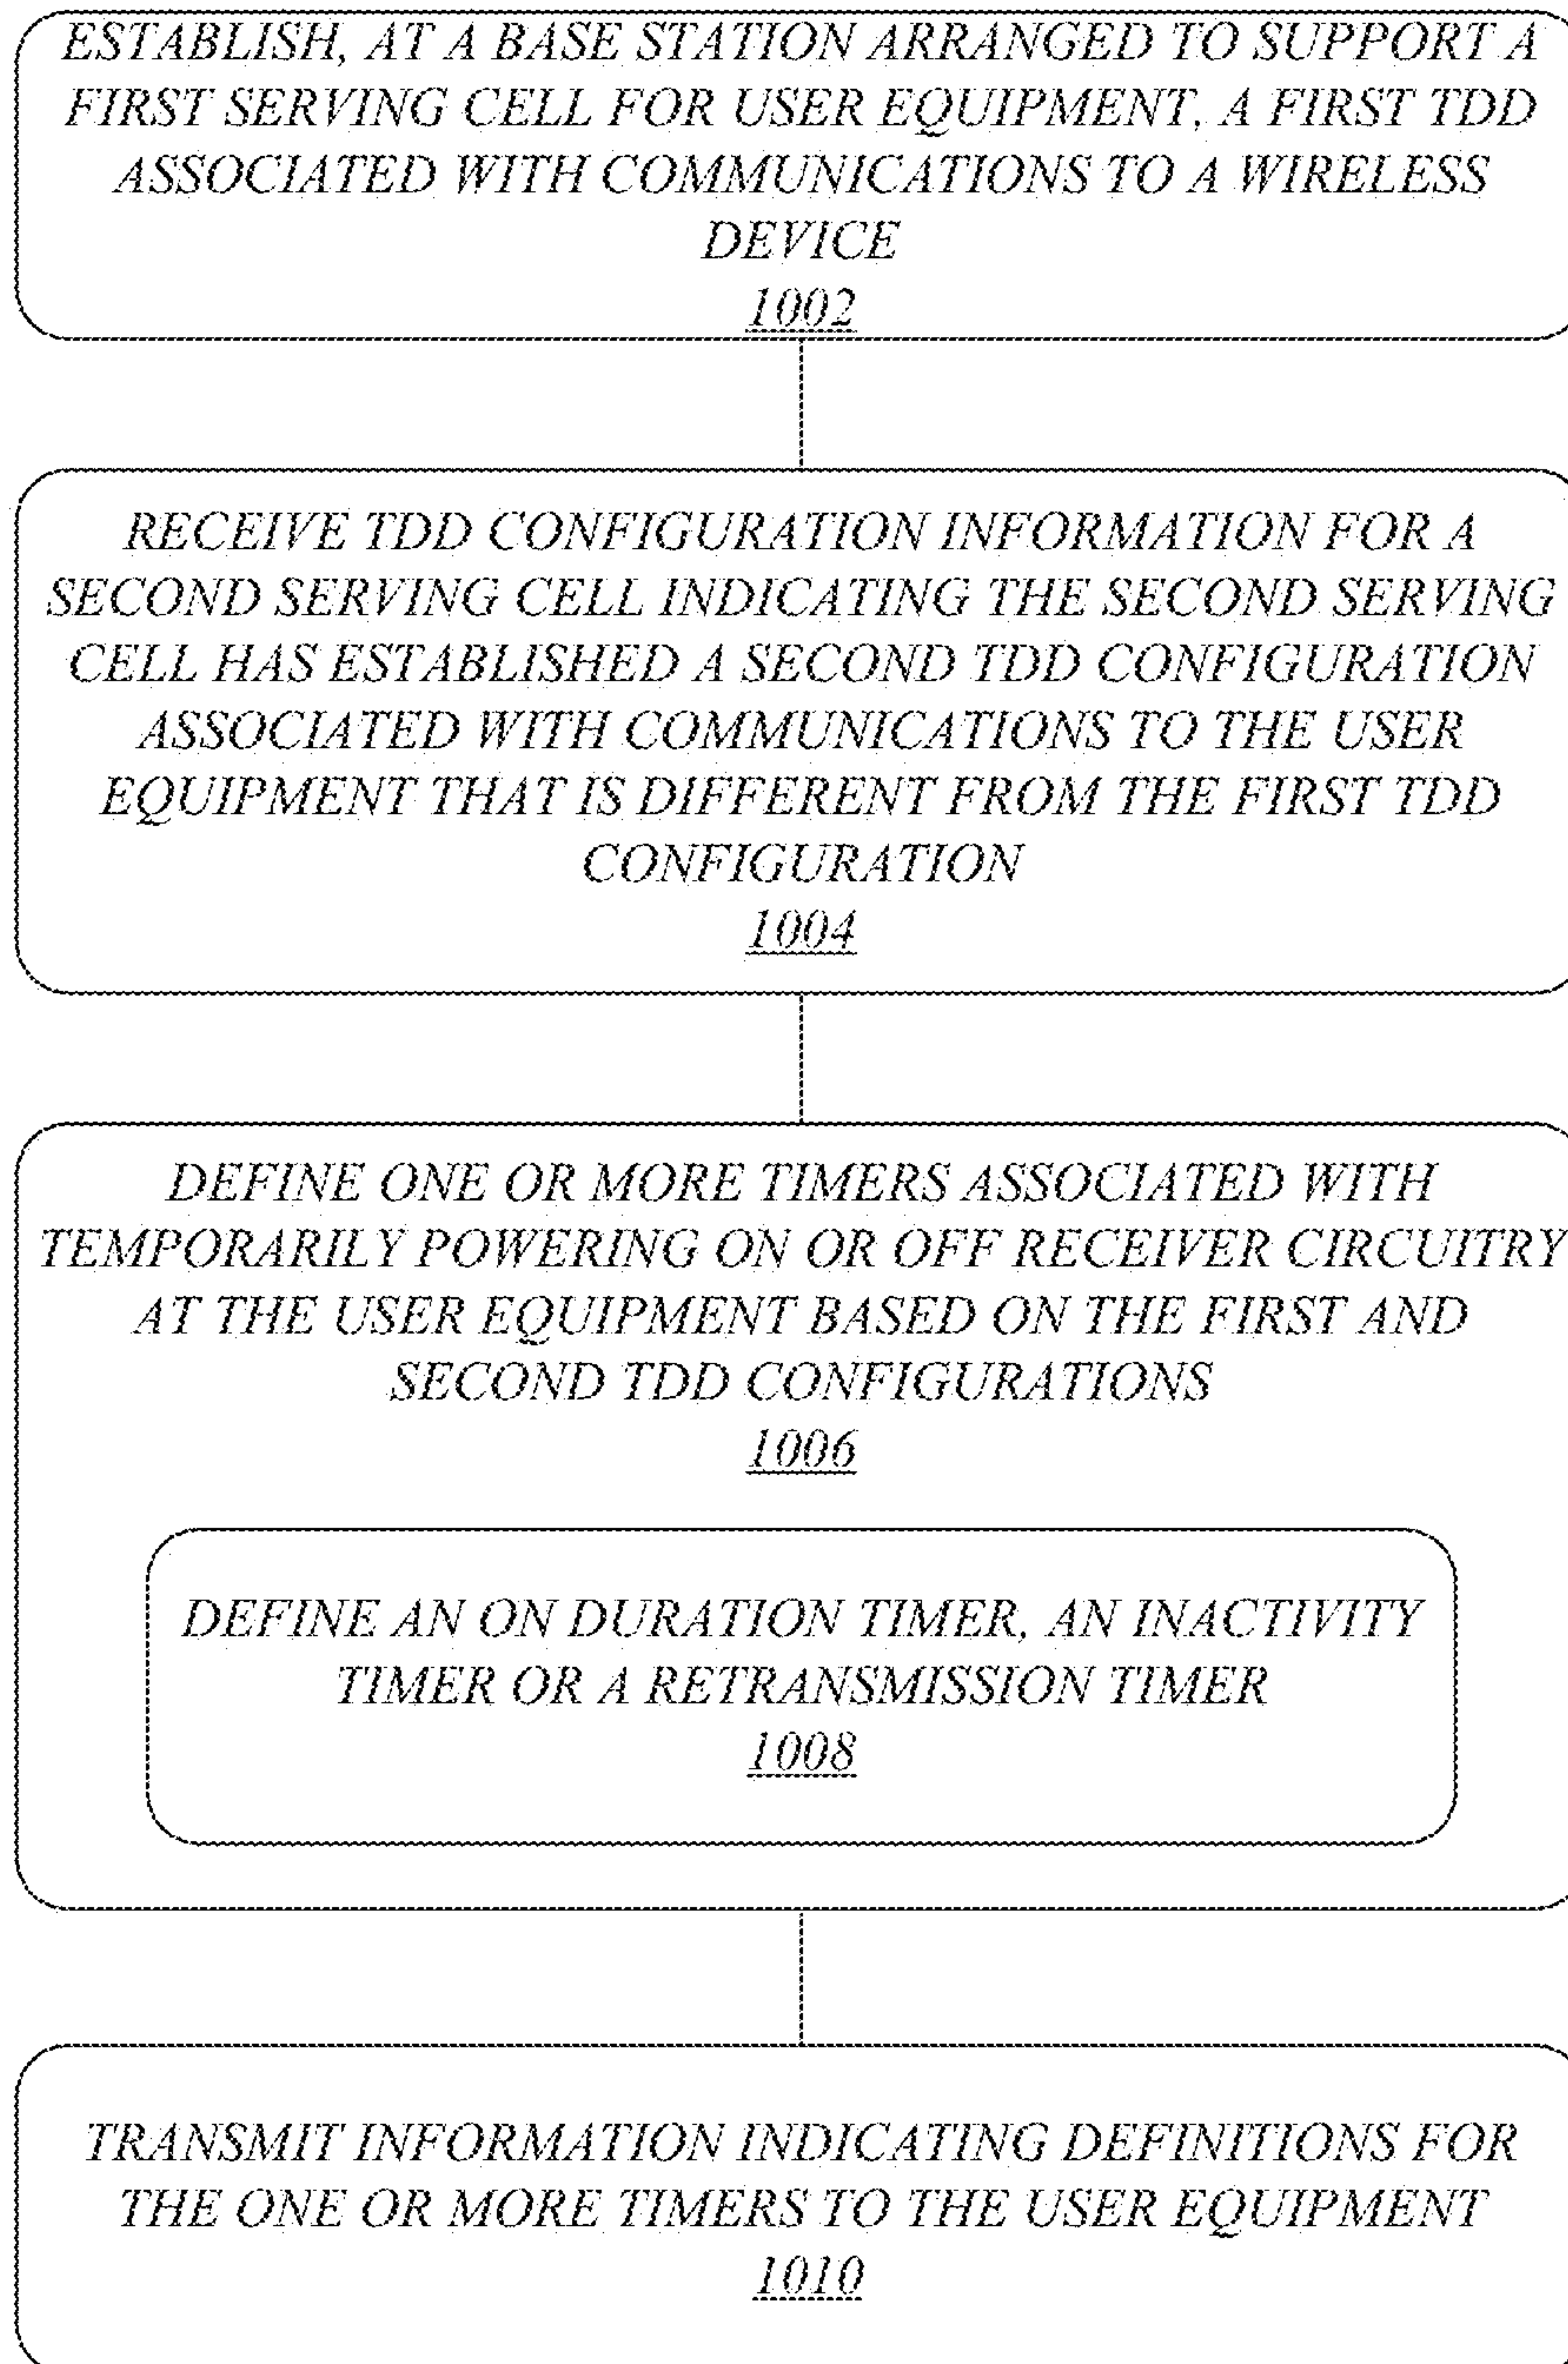 ESTABLISH, AT A BASE STATION ARRANGED TO SUPPORT A
FIRST SERVING CELL FOR USER EQUIPMENT, A FIRST TDD
ASSOCIATED WITH COMMUNICATIONS TO A WIRELESS
DEVICE
1002
RECEIVE TDD CONFIGURATION INFORMATION FOR A
SECOND SERVING CELL INDICATING THE SECOND SERVING
CELL HAS ESTABLISHED A SECOND TDD CONFIGURATION
ASSOCIATED WITH COMMUNICATIONS TO THE USER
EQUIPMENT THAT IS DIFFERENT FROM THE FIRST TDD
CONFIGURATION
1004
DEFINE ONE OR MORE TIMERS ASSOCIATED WITH
TEMPORARILY POWERING ON OR OFF RECEIVER CIRCUITRY
AT THE USER EQUIPMENT BASED ON THE FIRST AND
SECOND TDD CONFIGURATIONS
1006
DEFINE AN ON DURATION TIMER, AN INACTIVITY
TIMER OR A RETRANSMISSION TIMER
1008
TRANSMIT INFORMATION INDICATING DEFINITIONS FOR
THE ONE OR MORE TIMERS TO THE USER EQUIPMENT
1010